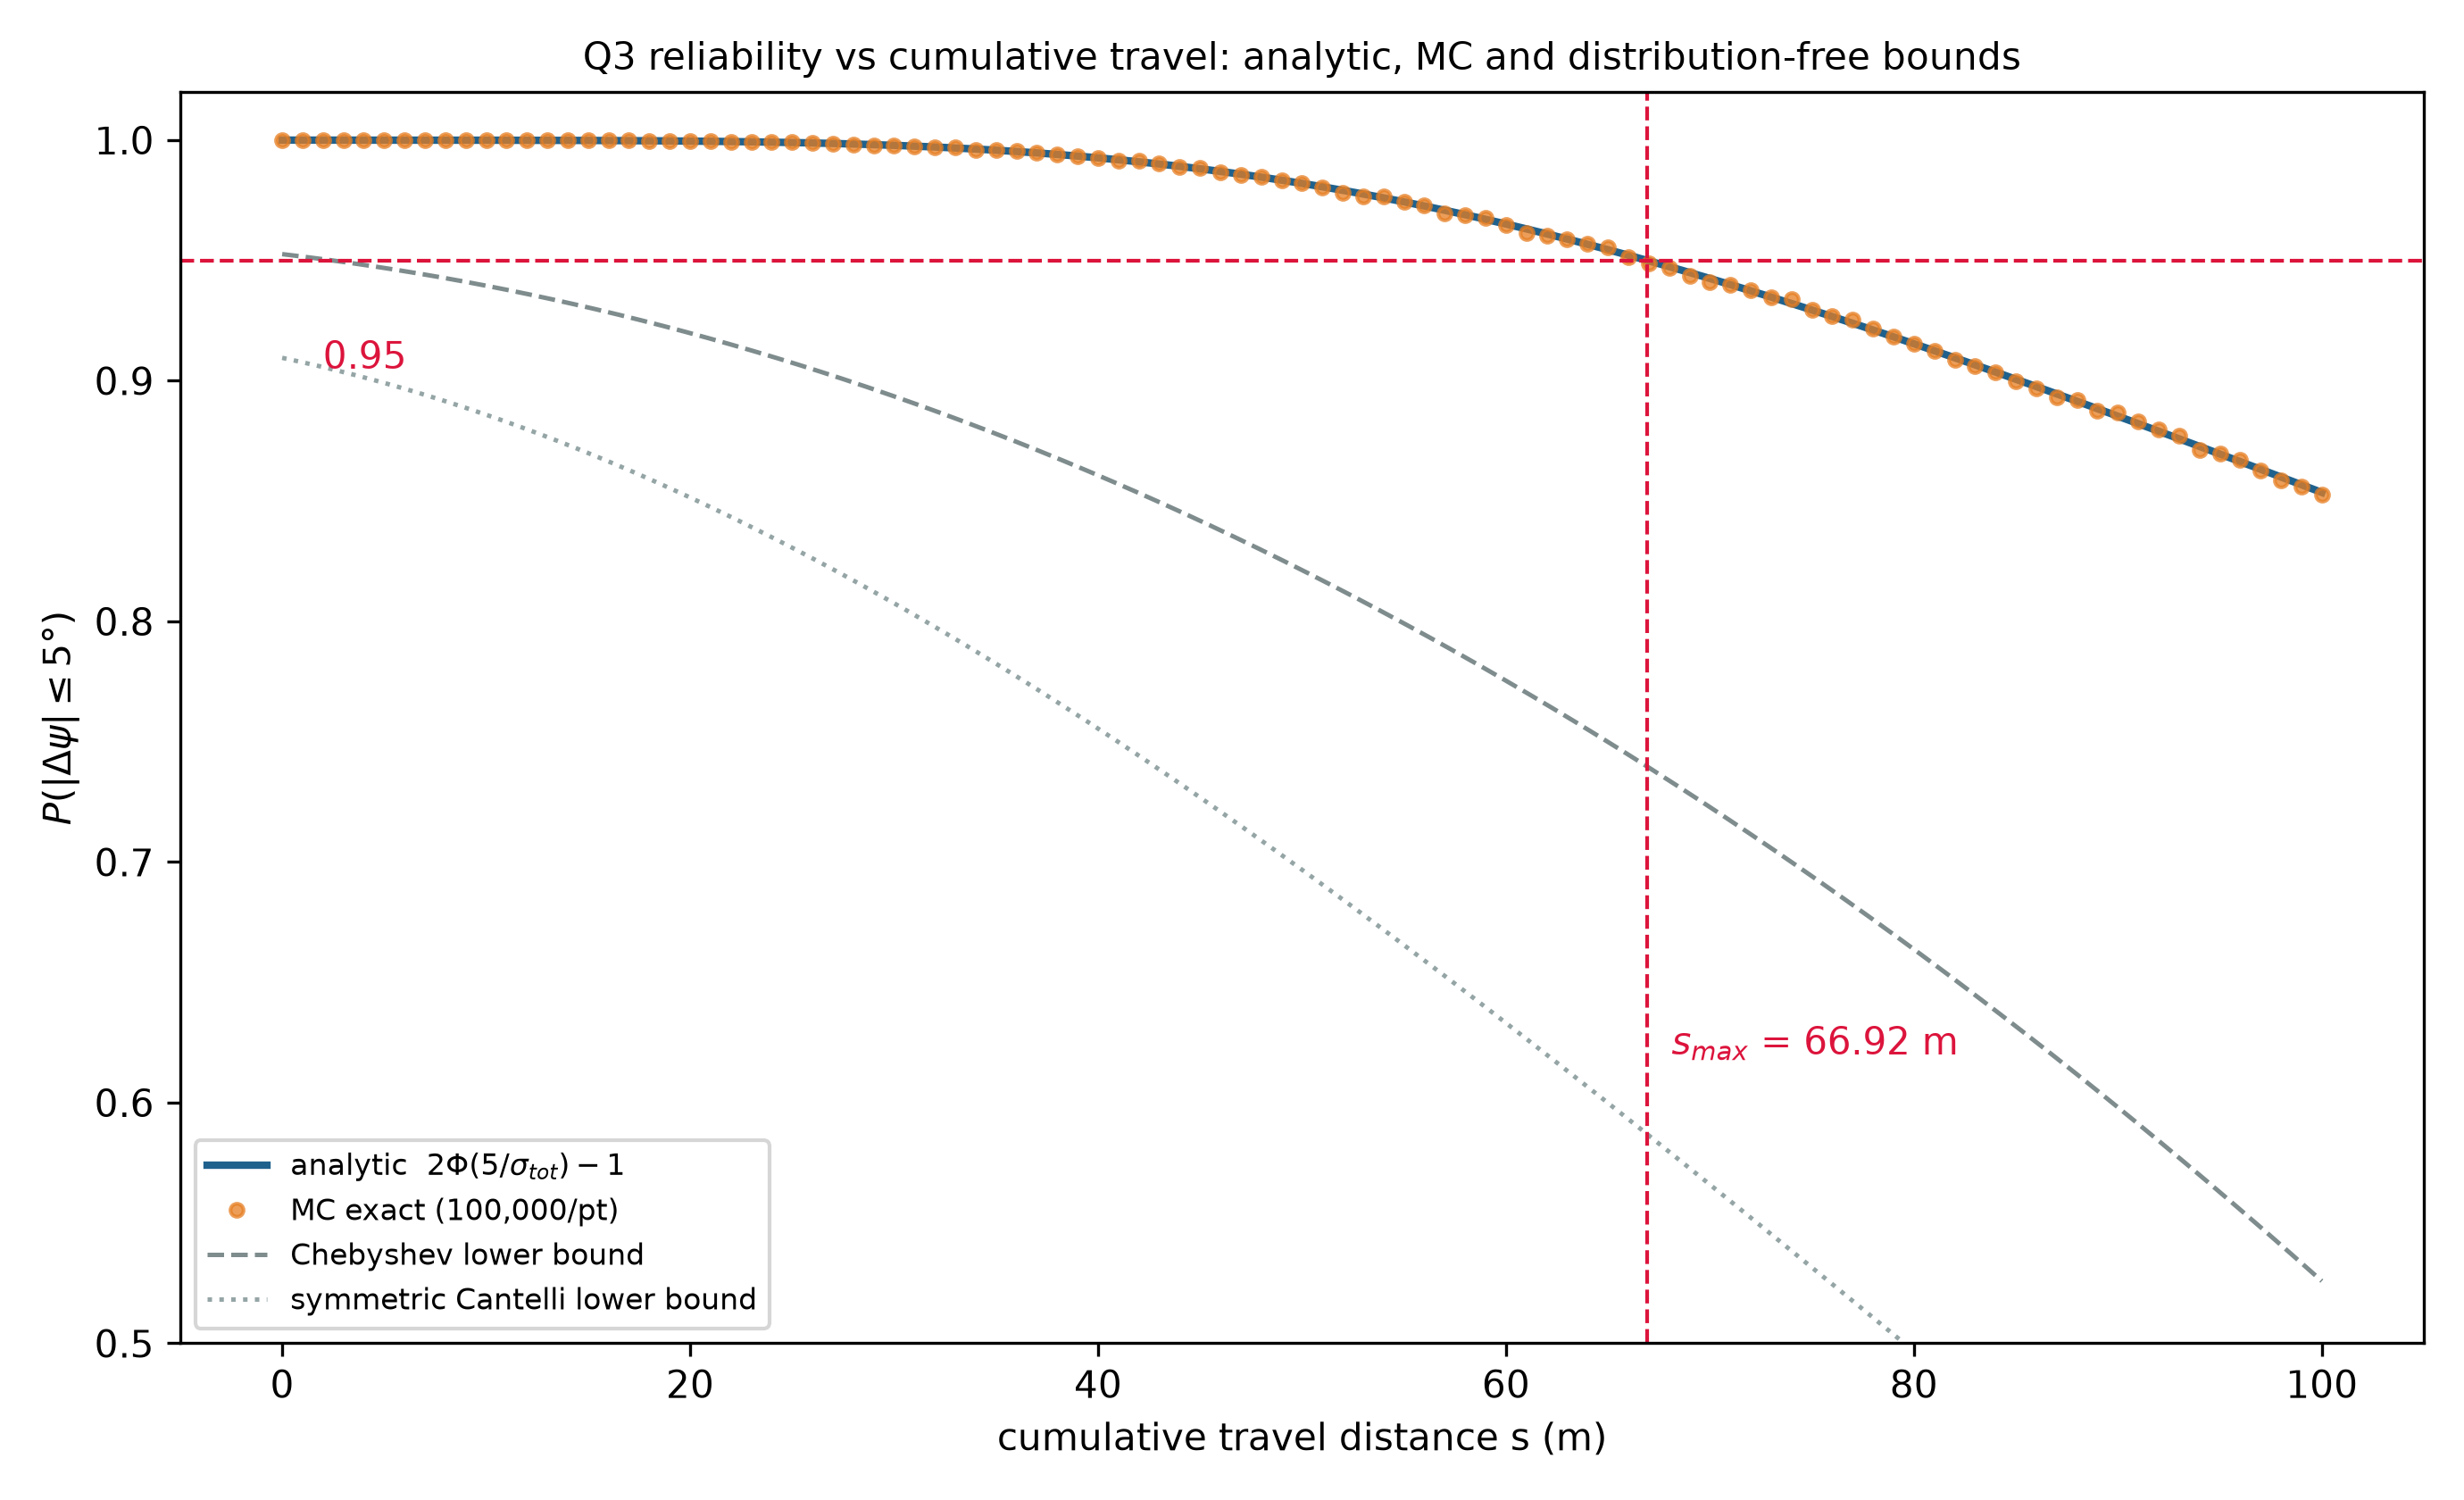 Q3 reliability vs cumulative travel: analytic, MC and distribution-free bounds
P(|Δψ| ≤ 5°)
1.0
0.9
0.8
0.7
0.6
0.5
0.95
s_max = 66.92 m
analytic 2Φ(5/σ_tot) − 1
MC exact (100,000/pt)
Chebyshev lower bound
symmetric Cantelli lower bound
0 20 40 60 80 100
cumulative travel distance s (m)